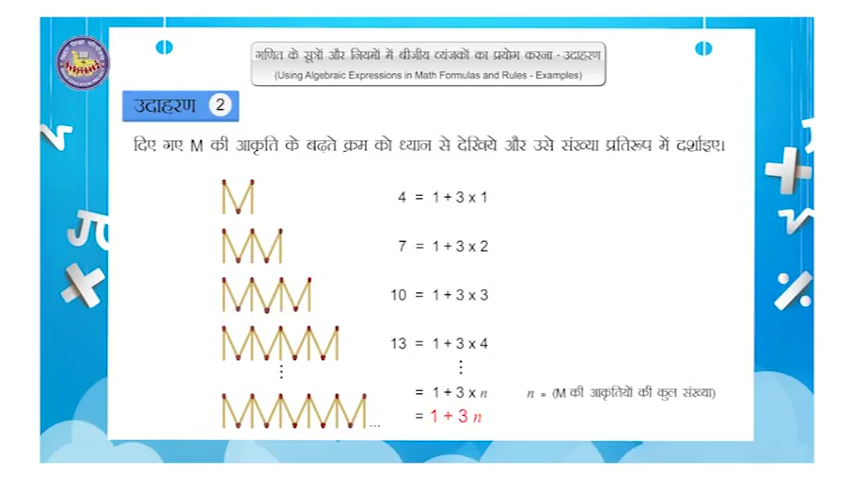 गणित के सूत्रों और नियमों में बीजीय व्यंजकों का प्रयोग करना - उदाहरण
(Using Algebraic Expressions in Math Formulas and Rules - Examples)
उदाहरण 2
दिए गए M की आकृति के बढ़ते क्रम को ध्यान से देखिये और उसे संख्या प्रतिरूप में दर्शाइए।
4 = 1 + 3 x 1
7 = 1 + 3 x 2
10 = 1 + 3 x 3
13 = 1 + 3 x 4
⋮ ⋮
= 1 + 3 x n n = (M की आकृतियों की कुल संख्या)
... = 1 + 3 n